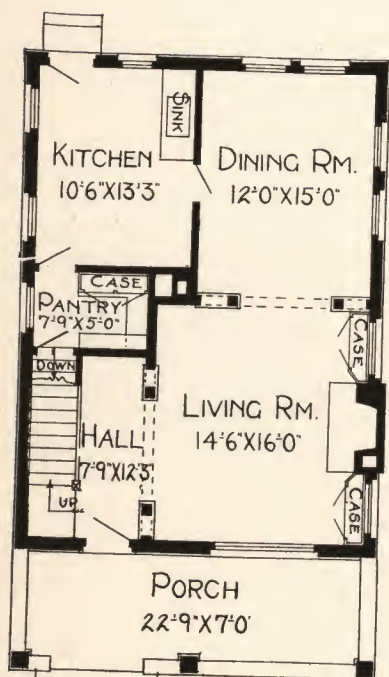 SINK
KITCHEN
10'-6"X13'-3"
DINING RM.
12'-0"X15'-0"
CASE
PANTRY
7'-9"X5'-0"
CASE
DOWN
LIVING RM.
14'-6"X16'-0"
HALL
7'-9"X12'-3"
UP
CASE
PORCH
22'-9"X7'-0"